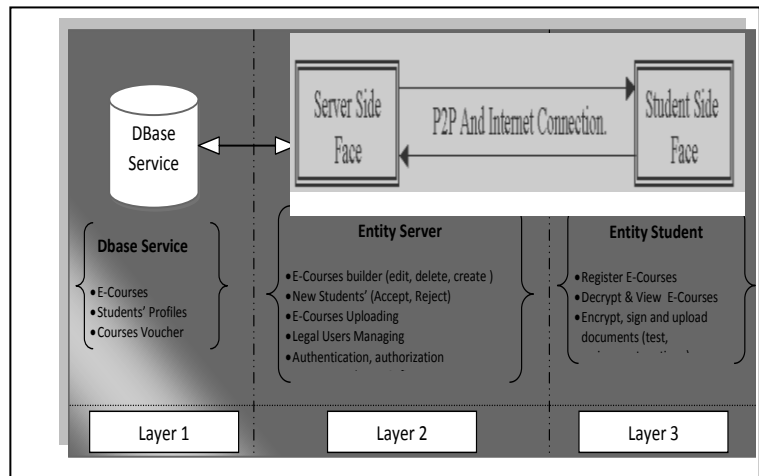 DBase
Service
Server Side
Face
P2P And Internet Connection.
Student Side
Face
Dbase Service
• E-Courses
• Students' Profiles
• Courses Voucher
Entity Server
• E-Courses builder (edit, delete, create )
• New Students' (Accept, Reject)
• E-Courses Uploading
• Legal Users Managing
• Authentication, authorization
Entity Student
• Register E-Courses
• Decrypt & View E-Courses
• Encrypt, sign and upload
documents (test,
Layer 1
Layer 2
Layer 3